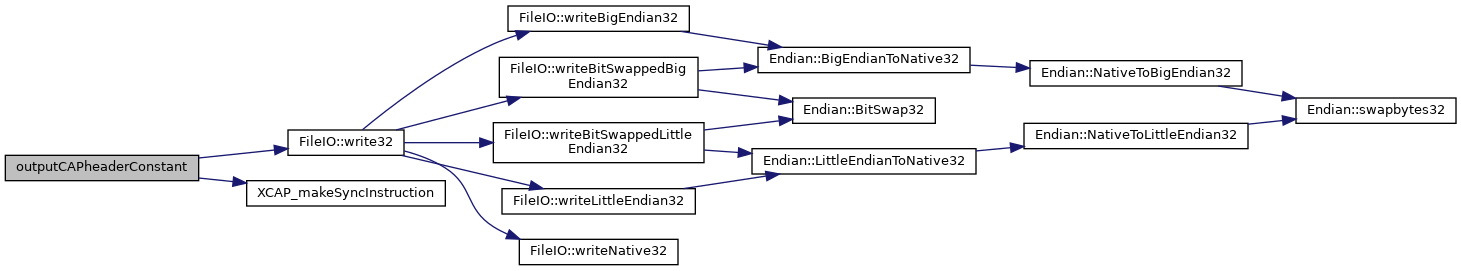 outputCAPheaderConstant
FileIO::write32
XCAP_makeSyncInstruction
FileIO::writeBigEndian32
FileIO::writeBitSwappedBig
Endian32
FileIO::writeBitSwappedLittle
Endian32
FileIO::writeLittleEndian32
FileIO::writeNative32
Endian::BigEndianToNative32
Endian::BitSwap32
Endian::LittleEndianToNative32
Endian::NativeToBigEndian32
Endian::NativeToLittleEndian32
Endian::swapbytes32